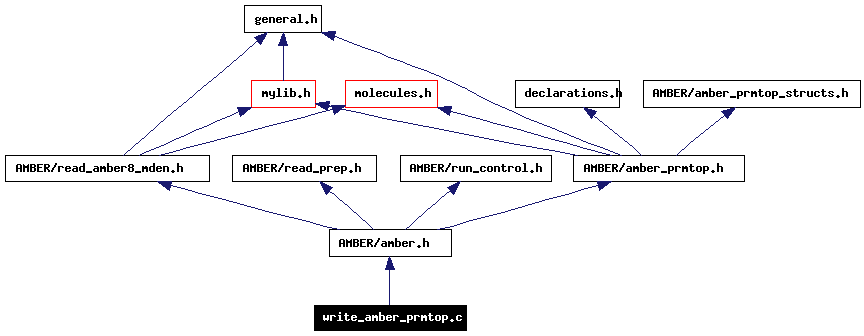 general.h
mylib.h
molecules.h
declarations.h
AMBER/amber_prmtop_structs.h
AMBER/read_amber8_mden.h
AMBER/read_prep.h
AMBER/run_control.h
AMBER/amber_prmtop.h
AMBER/amber.h
write_amber_prmtop.c